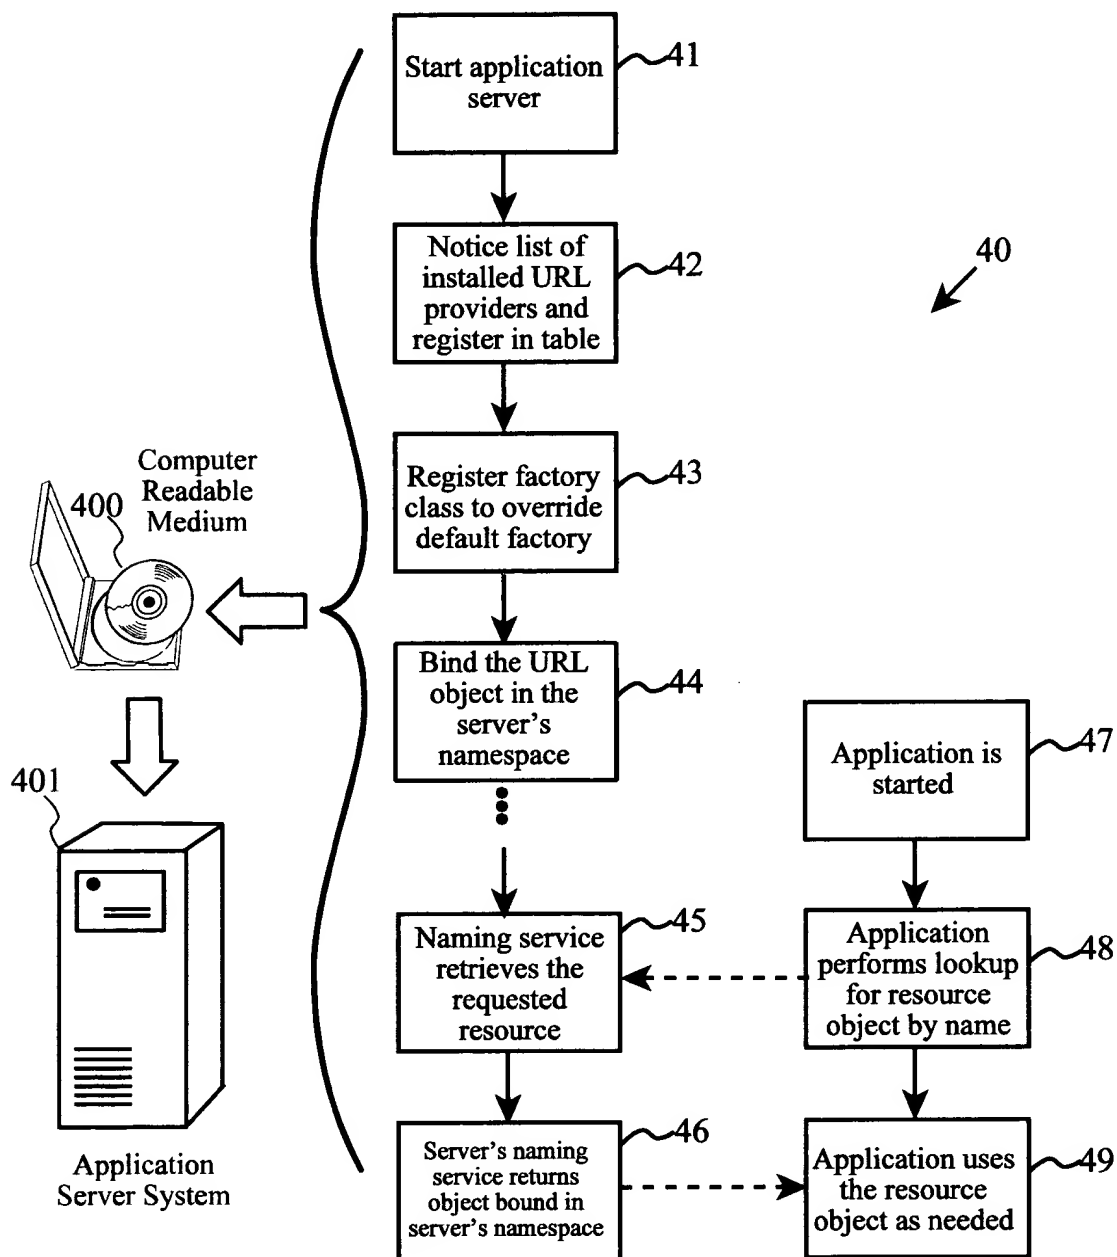 Start application
server
41
Notice list of
installed URL
providers and
register in table
42
40
Register factory
class to override
default factory
43
Computer
Readable
Medium
400
Bind the URL
object in the
server's
namespace
44
Application is
started
47
401
Naming service
retrieves the
requested
resource
45
Application
performs lookup
for resource
object by name
48
Server's naming
service returns
object bound in
server's namespace
46
Application uses
the resource
object as needed
49
Application
Server System